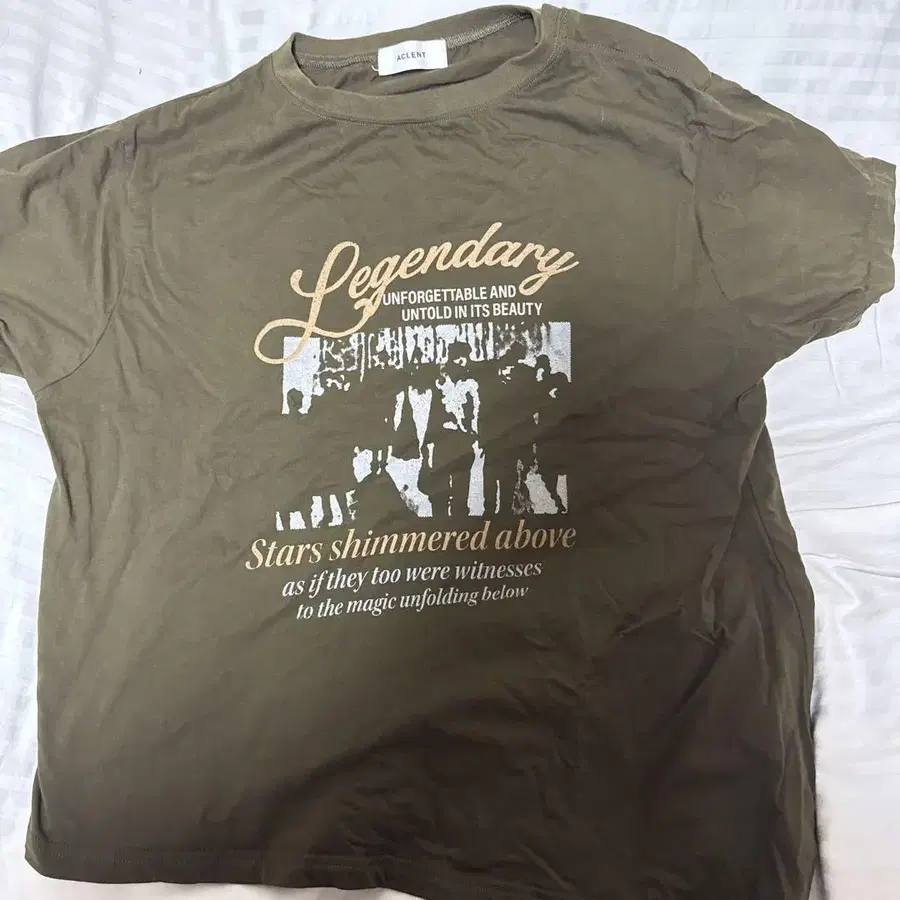 ACLENT
Legendary
UNFORGETTABLE AND
UNTOLD IN ITS BEAUTY
Stars shimmered above
as if they too were witnesses
to the magic unfolding below